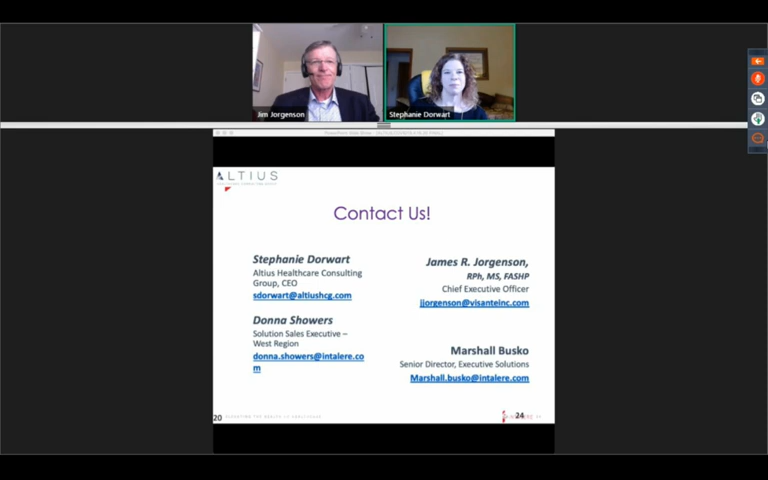 Jim Jorgenson
Stephanie Dorwart
ALTIUS
Contact Us!
Stephanie Dorwart
Altius Healthcare Consulting
Group, CEO
sdorwart@altiushcg.com
Donna Showers
Solution Sales Executive –
West Region
donna.showers@intalere.co
m
James R. Jorgenson,
RPh, MS, FASHP
Chief Executive Officer
jjorgenson@visanteinc.com
Marshall Busko
Senior Director, Executive Solutions
Marshall.busko@intalere.com
20
24